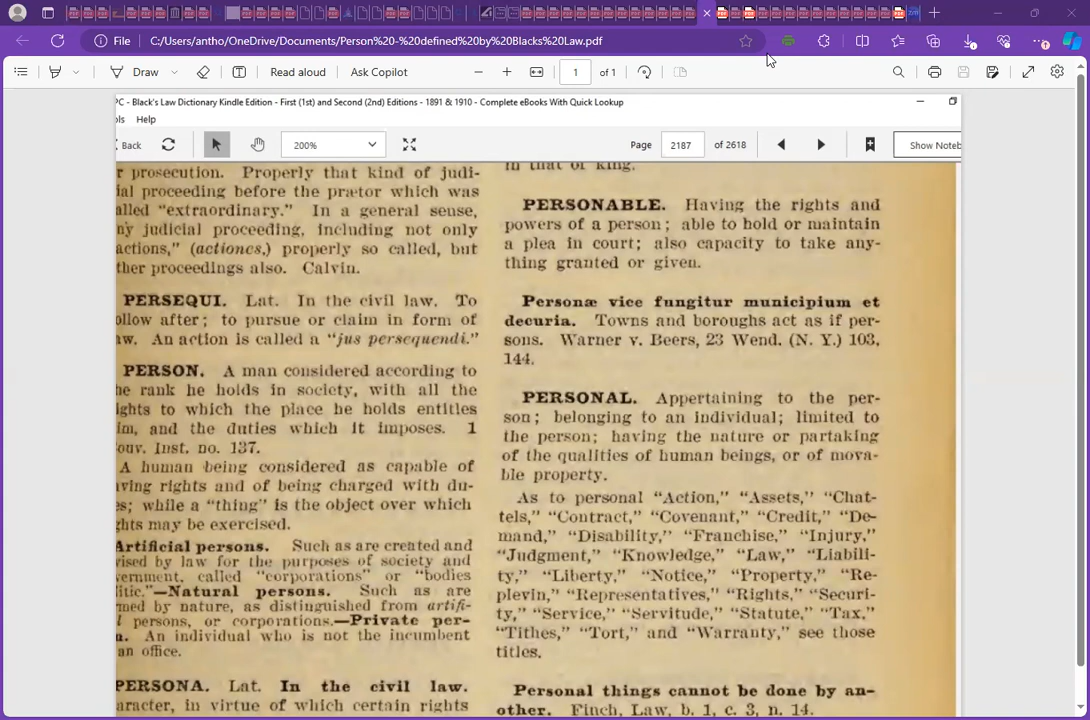 File C:/Users/antho/OneDrive/Documents/Person%20-%20defined%20by%20Blacks%20Law.pdf
Draw Read aloud Ask Copilot 1 of 1
PC - Black's Law Dictionary Kindle Edition - First (1st) and Second (2nd) Editions - 1891 & 1910 - Complete eBooks With Quick Lookup
ols Help
Back 200% Page 2187 of 2618 Show Noteb
r prosecution. Properly that kind of judi-
ial proceeding before the prætor which was
alled "extraordinary." In a general sense,
ny judicial proceeding, including not only
actions," (actiones,) properly so called, but
ther proceedings also. Calvin.
PERSEQUI. Lat. In the civil law. To
ollow after; to pursue or claim in form of
aw. An action is called a "jus persequendi."
PERSON. A man considered according to
he rank he holds in society, with all the
ights to which the place he holds entitles
im, and the duties which it imposes. 1
ouv. Inst. no. 137.
A human being considered as capable of
aving rights and of being charged with du-
es; while a "thing" is the object over which
ghts may be exercised.
Artificial persons. Such as are created and
vised by law for the purposes of society and
vernment, called "corporations" or "bodies
litic."—Natural persons. Such as are
rmed by nature, as distinguished from artifi-
l persons, or corporations.—Private per-
n. An individual who is not the incumbent
an office.
PERSONA. Lat. In the civil law.
aracter, in virtue of which certain rights
in that of king.
PERSONABLE. Having the rights and
powers of a person; able to hold or maintain
a plea in court; also capacity to take any-
thing granted or given.
Personæ vice fungitur municipium et
decuria. Towns and boroughs act as if per-
sons. Warner v. Beers, 23 Wend. (N. Y.) 103,
144.
PERSONAL. Appertaining to the per-
son; belonging to an individual; limited to
the person; having the nature or partaking
of the qualities of human beings, or of mova-
ble property.
As to personal "Action," "Assets," "Chat-
tels," "Contract," "Covenant," "Credit," "De-
mand," "Disability," "Franchise," "Injury,"
"Judgment," "Knowledge," "Law," "Liabili-
ty," "Liberty," "Notice," "Property," "Re-
plevin," "Representatives," "Rights," "Securi-
ty," "Service," "Servitude," "Statute," "Tax,"
"Tithes," "Tort," and "Warranty," see those
titles.
Personal things cannot be done by an-
other. Finch, Law, b. 1, c. 3, n. 14.